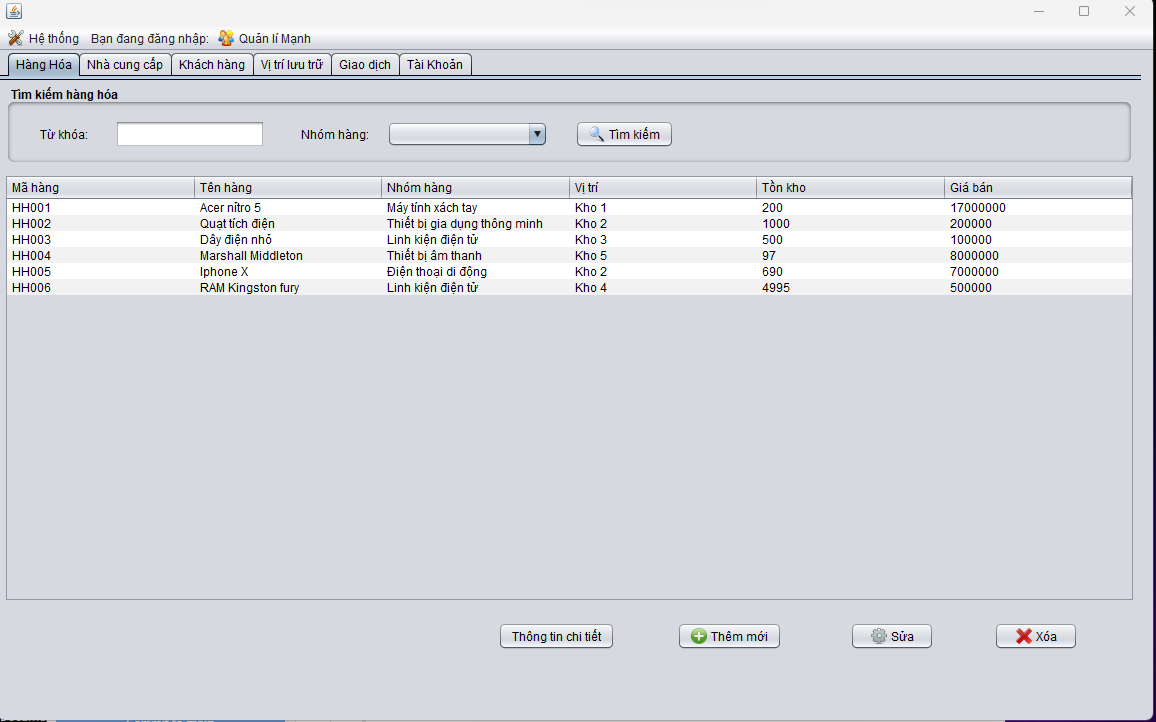 Hệ thống Bạn đang đăng nhập: Quản lí Mạnh
Hàng Hóa Nhà cung cấp Khách hàng Vị trí lưu trữ Giao dịch Tài Khoản
Tìm kiếm hàng hóa
Từ khóa: Nhóm hàng: Tìm kiếm
Mã hàng Tên hàng Nhóm hàng Vị trí Tồn kho Giá bán
HH001 Acer nỉtro 5 Máy tính xách tay Kho 1 200 17000000
HH002 Quạt tích điện Thiết bị gia dụng thông minh Kho 2 1000 200000
HH003 Dây điện nhỏ Linh kiện điện tử Kho 3 500 100000
HH004 Marshall Middleton Thiết bị âm thanh Kho 5 97 8000000
HH005 Iphone X Điện thoại di động Kho 2 690 7000000
HH006 RAM Kingston fury Linh kiện điện tử Kho 4 4995 500000
Thông tin chi tiết Thêm mới Sửa Xóa